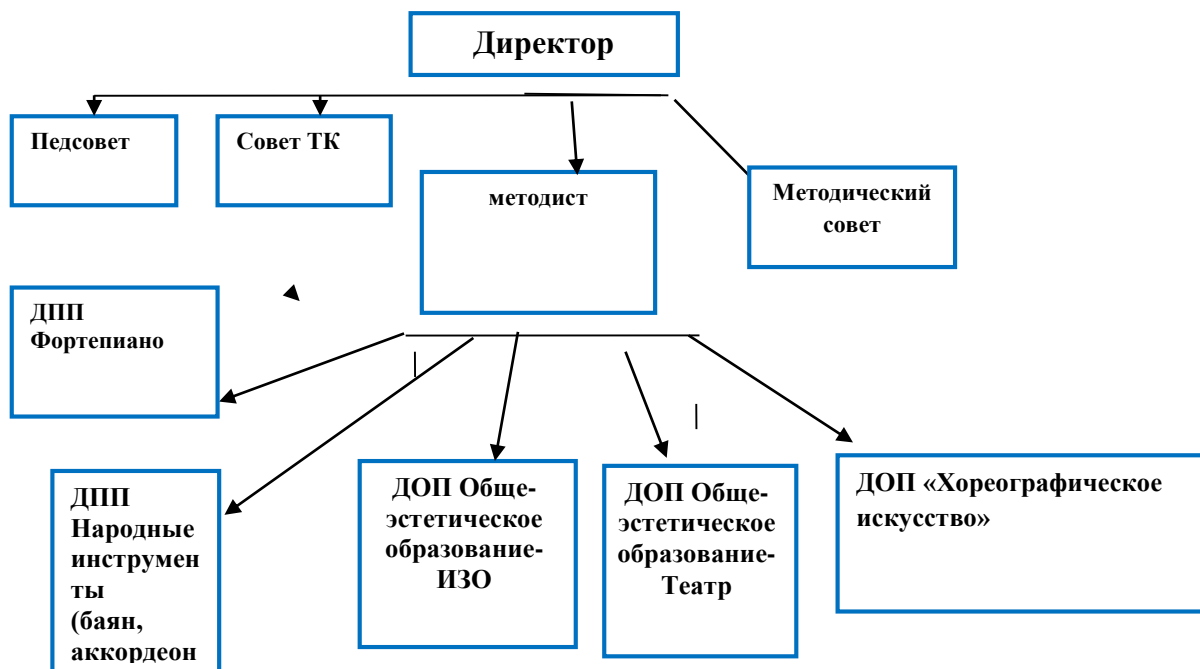 Директор
Педсовет
Совет ТК
методист
Методический
совет
ДПП
Фортепиано
ДПП
Народные
инструмен
ты
(баян,
аккордеон
ДОП Обще-
эстетическое
образование-
ИЗО
ДОП Обще-
эстетическое
образование-
Театр
ДОП «Хореографическое
искусство»